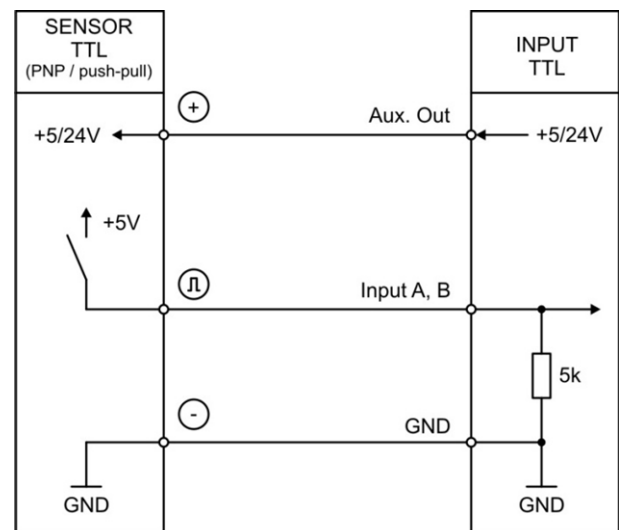 SENSOR
TTL
(PNP / push-pull)
INPUT
TTL
+
Aux. Out
+5/24V
+5/24V
+5V
Input A, B
5k
-
GND
GND
GND